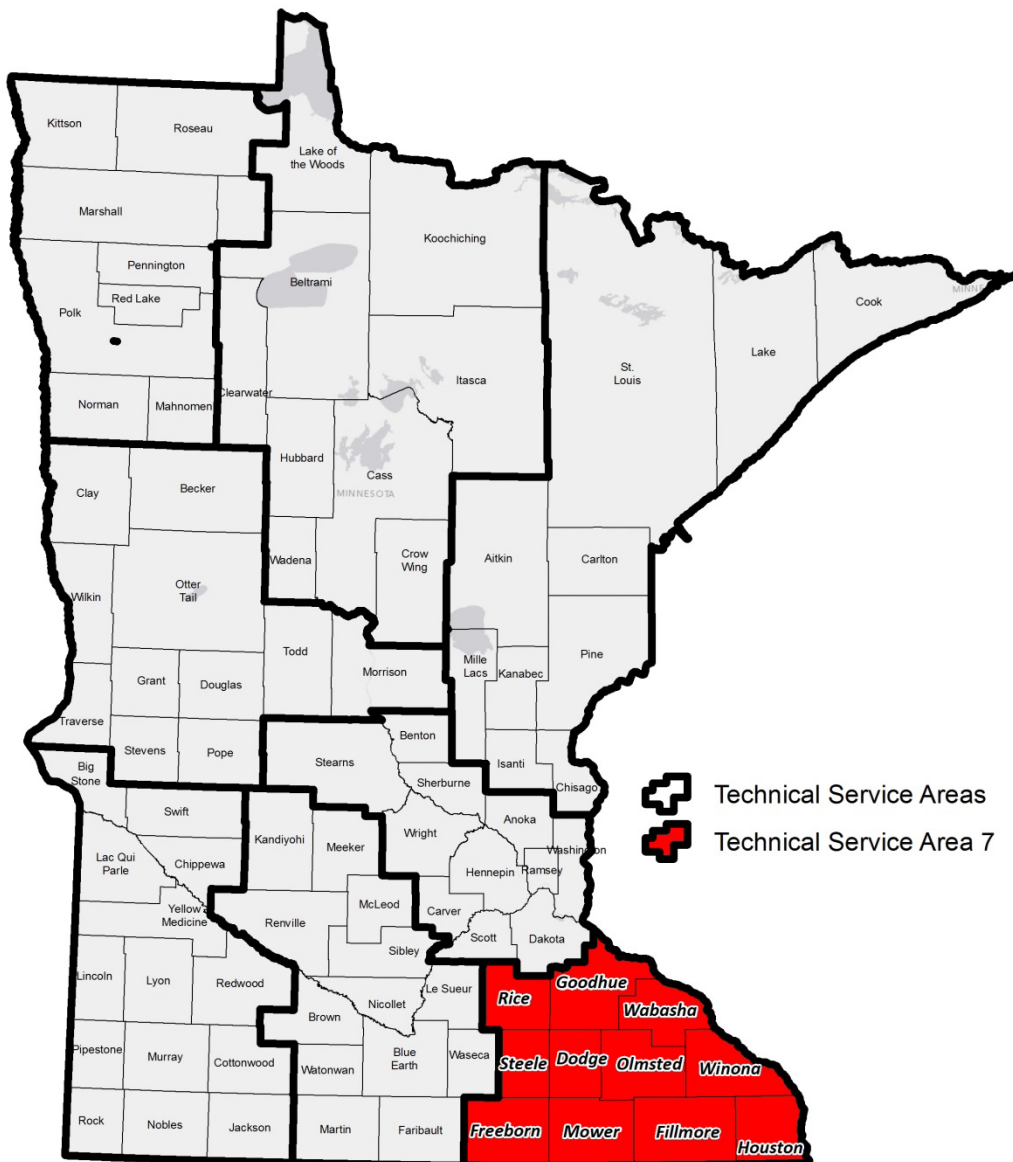 Kittson
Roseau
Lake of
the Woods
Marshall
Koochiching
Pennington
Beltrami
Red Lake
Polk
Cook
MINNE
Lake
St.
Louis
Itasca
Clearwater
Norman
Mahnomen
Hubbard
Cass
MINNESOTA
Clay
Becker
Wadena
Crow
Wing
Aitkin
Carlton
Otter
Tail
Wilkin
Todd
Morrison
Mille
Lacs
Kanabec
Pine
Grant
Douglas
Traverse
Stevens
Pope
Benton
Stearns
Isanti
Big
Stone
Sherburne
Chisago
Technical Service Areas
Swift
Anoka
Kandiyohi
Meeker
Wright
Washington
Technical Service Area 7
Lac Qui
Parle
Chippewa
Hennepin
Ramsey
McLeod
Carver
Yellow
Medicine
Renville
Scott
Dakota
Sibley
Lincoln
Lyon
Redwood
Le Sueur
Goodhue
Rice
Nicollet
Wabasha
Brown
Pipestone
Murray
Cottonwood
Watonwan
Blue
Earth
Waseca
Steele
Dodge
Olmsted
Winona
Rock
Nobles
Jackson
Martin
Faribault
Freeborn
Mower
Fillmore
Houston